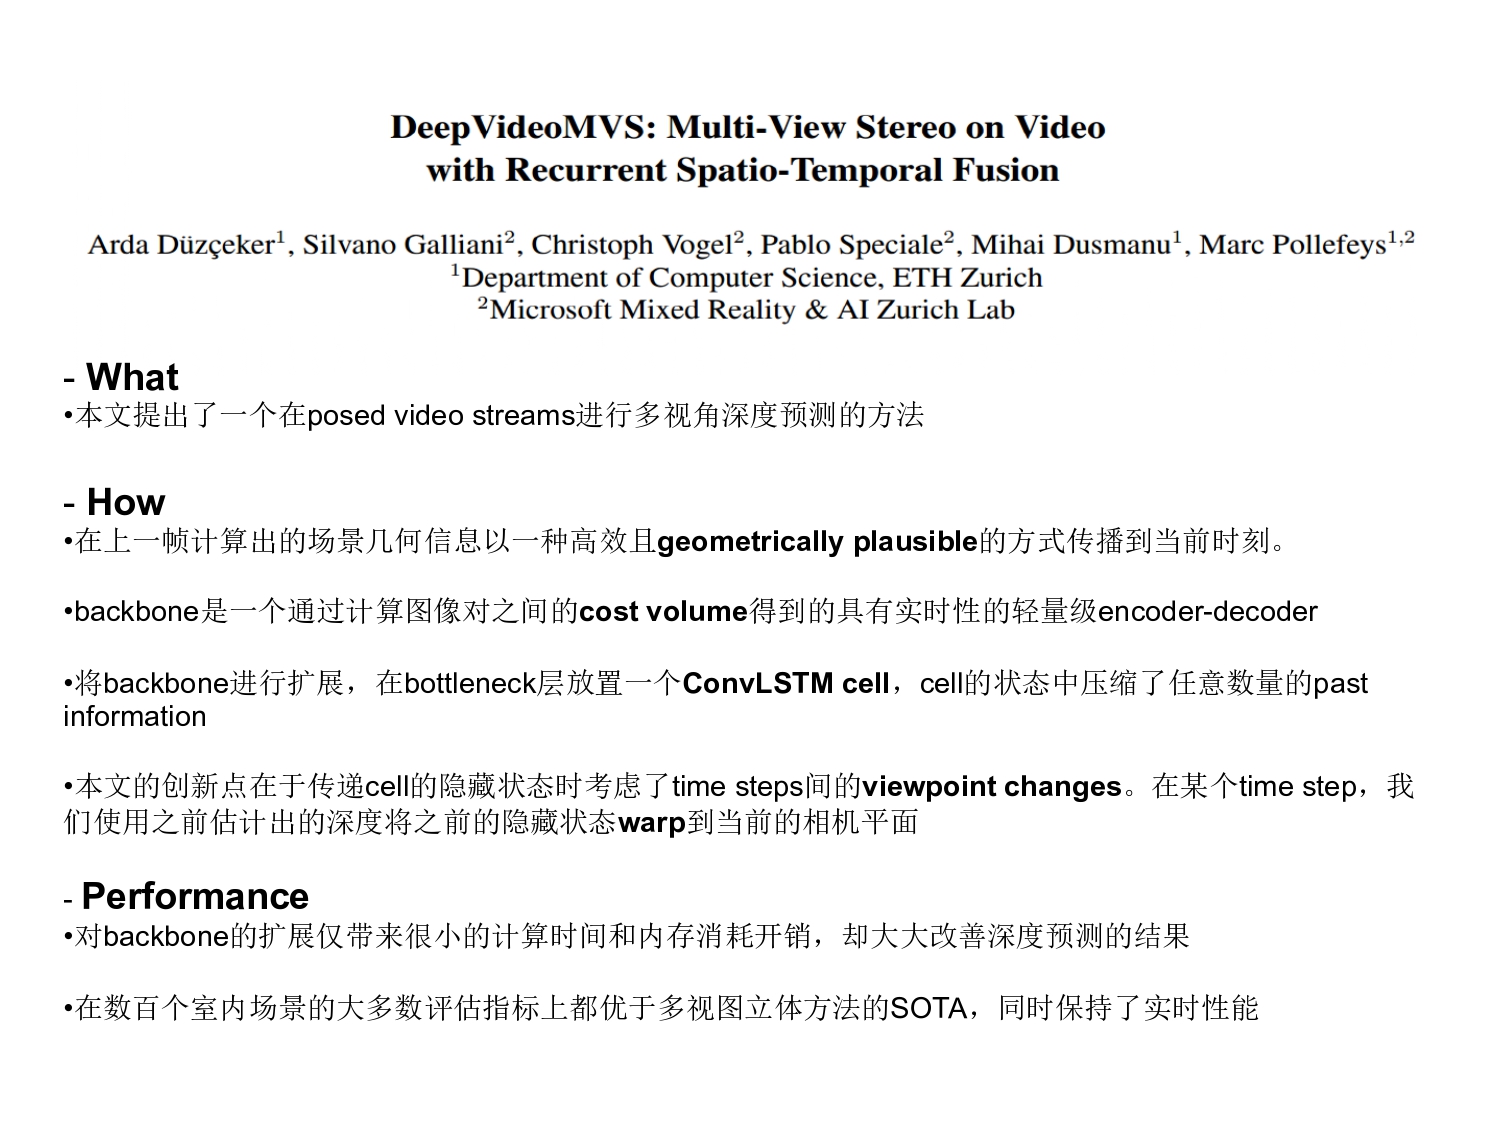 DeepVideoMVS: Multi-View Stereo on Video
with Recurrent Spatio-Temporal Fusion
Arda Düzçeker1, Silvano Galliani2, Christoph Vogel2, Pablo Speciale2, Mihai Dusmanu1, Marc Pollefeys1,2
1Department of Computer Science, ETH Zurich
2Microsoft Mixed Reality & AI Zurich Lab
- What
•本文提出了一个在posed video streams进行多视角深度预测的方法
- How
•在上一帧计算出的场景几何信息以一种高效且geometrically plausible的方式传播到当前时刻。
•backbone是一个通过计算图像对之间的cost volume得到的具有实时性的轻量级encoder-decoder
•将backbone进行扩展，在bottleneck层放置一个ConvLSTM cell，cell的状态中压缩了任意数量的past
information
•本文的创新点在于传递cell的隐藏状态时考虑了time steps间的viewpoint changes。在某个time step，我
们使用之前估计出的深度将之前的隐藏状态warp到当前的相机平面
- Performance
•对backbone的扩展仅带来很小的计算时间和内存消耗开销，却大大改善深度预测的结果
•在数百个室内场景的大多数评估指标上都优于多视图立体方法的SOTA，同时保持了实时性能